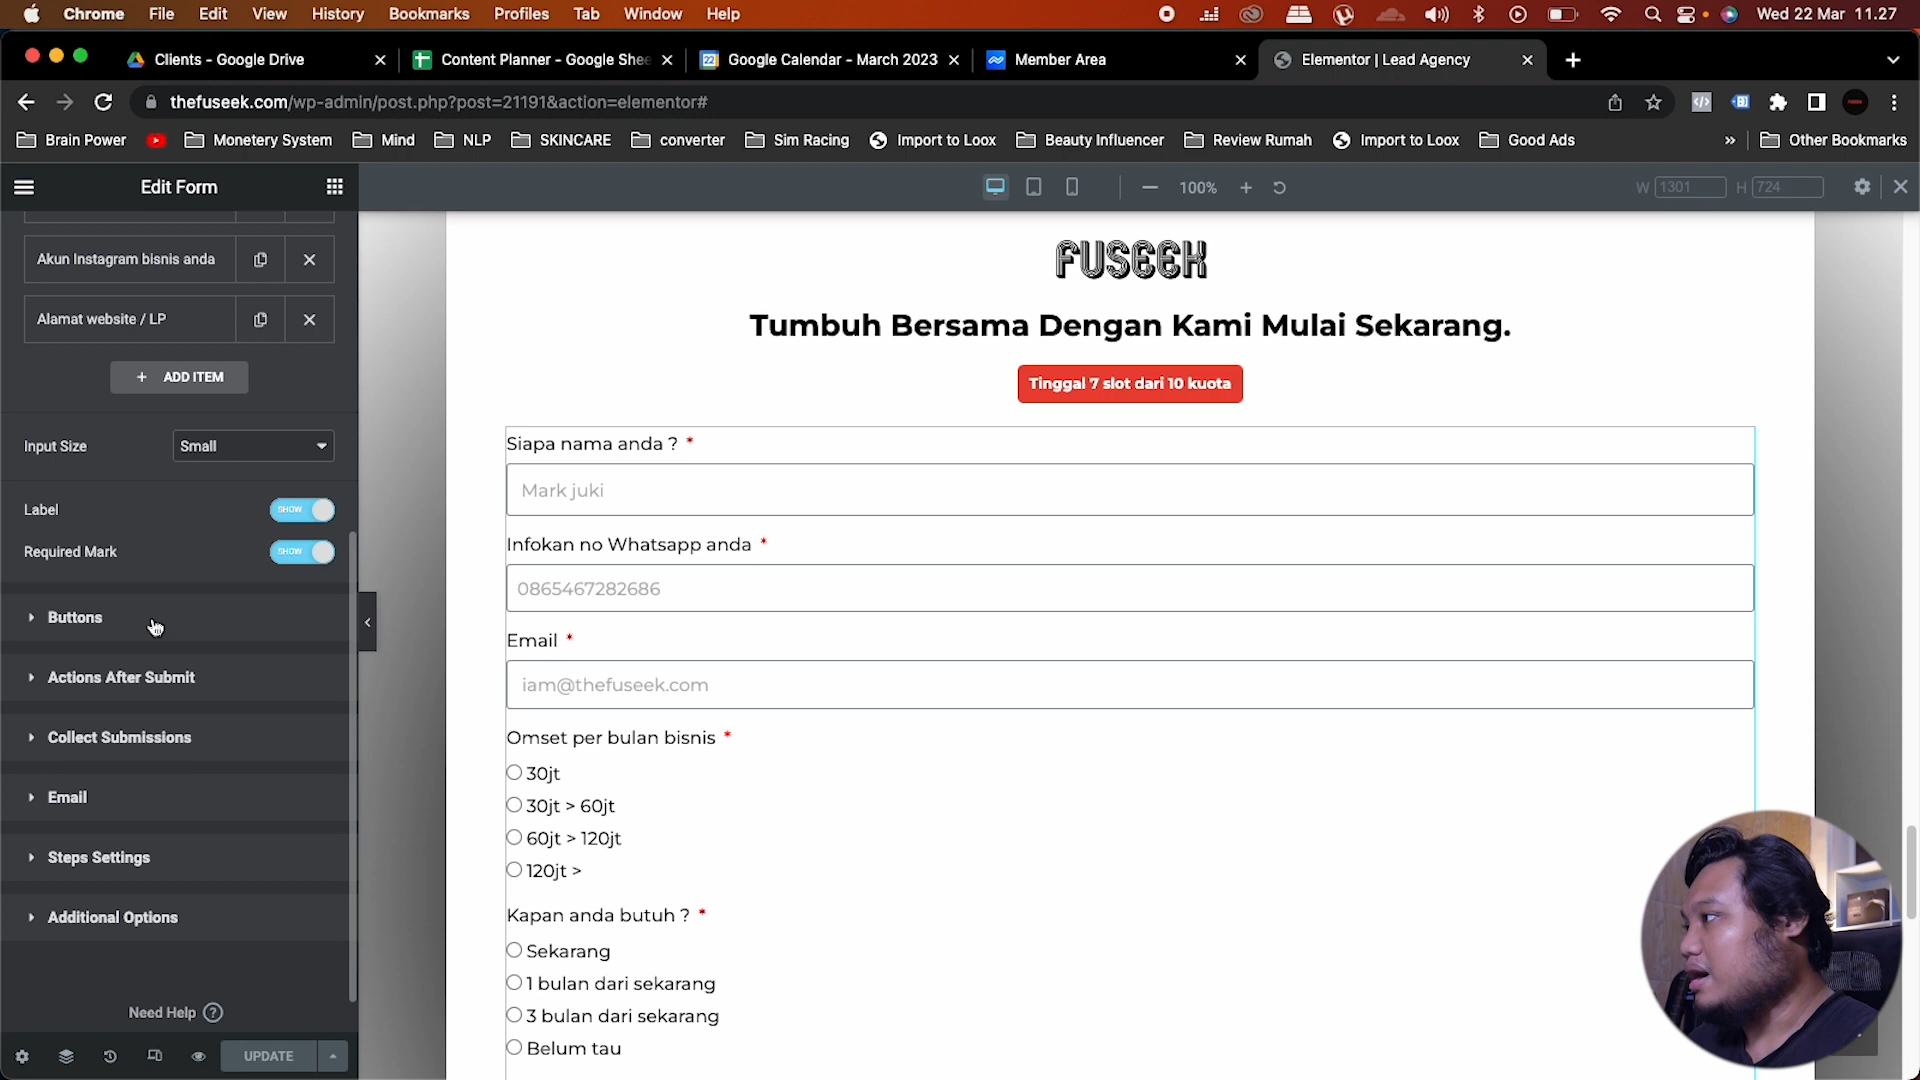 Chrome File Edit View History Bookmarks Profiles Tab Window Help Wed 22 Mar 11.27
Clients - Google Drive Content Planner - Google She Google Calendar - March 2023 Member Area Elementor | Lead Agency
thefuseek.com/wp-admin/post.php?post=21191&action=elementor#
Brain Power Monetery System Mind NLP SKINCARE converter Sim Racing Import to Loox Beauty Influencer Review Rumah Import to Loox Good Ads » Other Bookmarks
Edit Form 100% W 1301 H 724
Akun Instagram bisnis anda
Alamat website / LP
+ ADD ITEM
Input Size Small
Label SHOW
Required Mark SHOW
Buttons
Actions After Submit
Collect Submissions
Email
Steps Settings
Additional Options
Need Help ?
UPDATE
FUSEEK
Tumbuh Bersama Dengan Kami Mulai Sekarang.
Tinggal 7 slot dari 10 kuota
Siapa nama anda ? *
Mark juki
Infokan no Whatsapp anda *
0865467282686
Email *
iam@thefuseek.com
Omset per bulan bisnis *
30jt
30jt > 60jt
60jt > 120jt
120jt >
Kapan anda butuh ? *
Sekarang
1 bulan dari sekarang
3 bulan dari sekarang
Belum tau